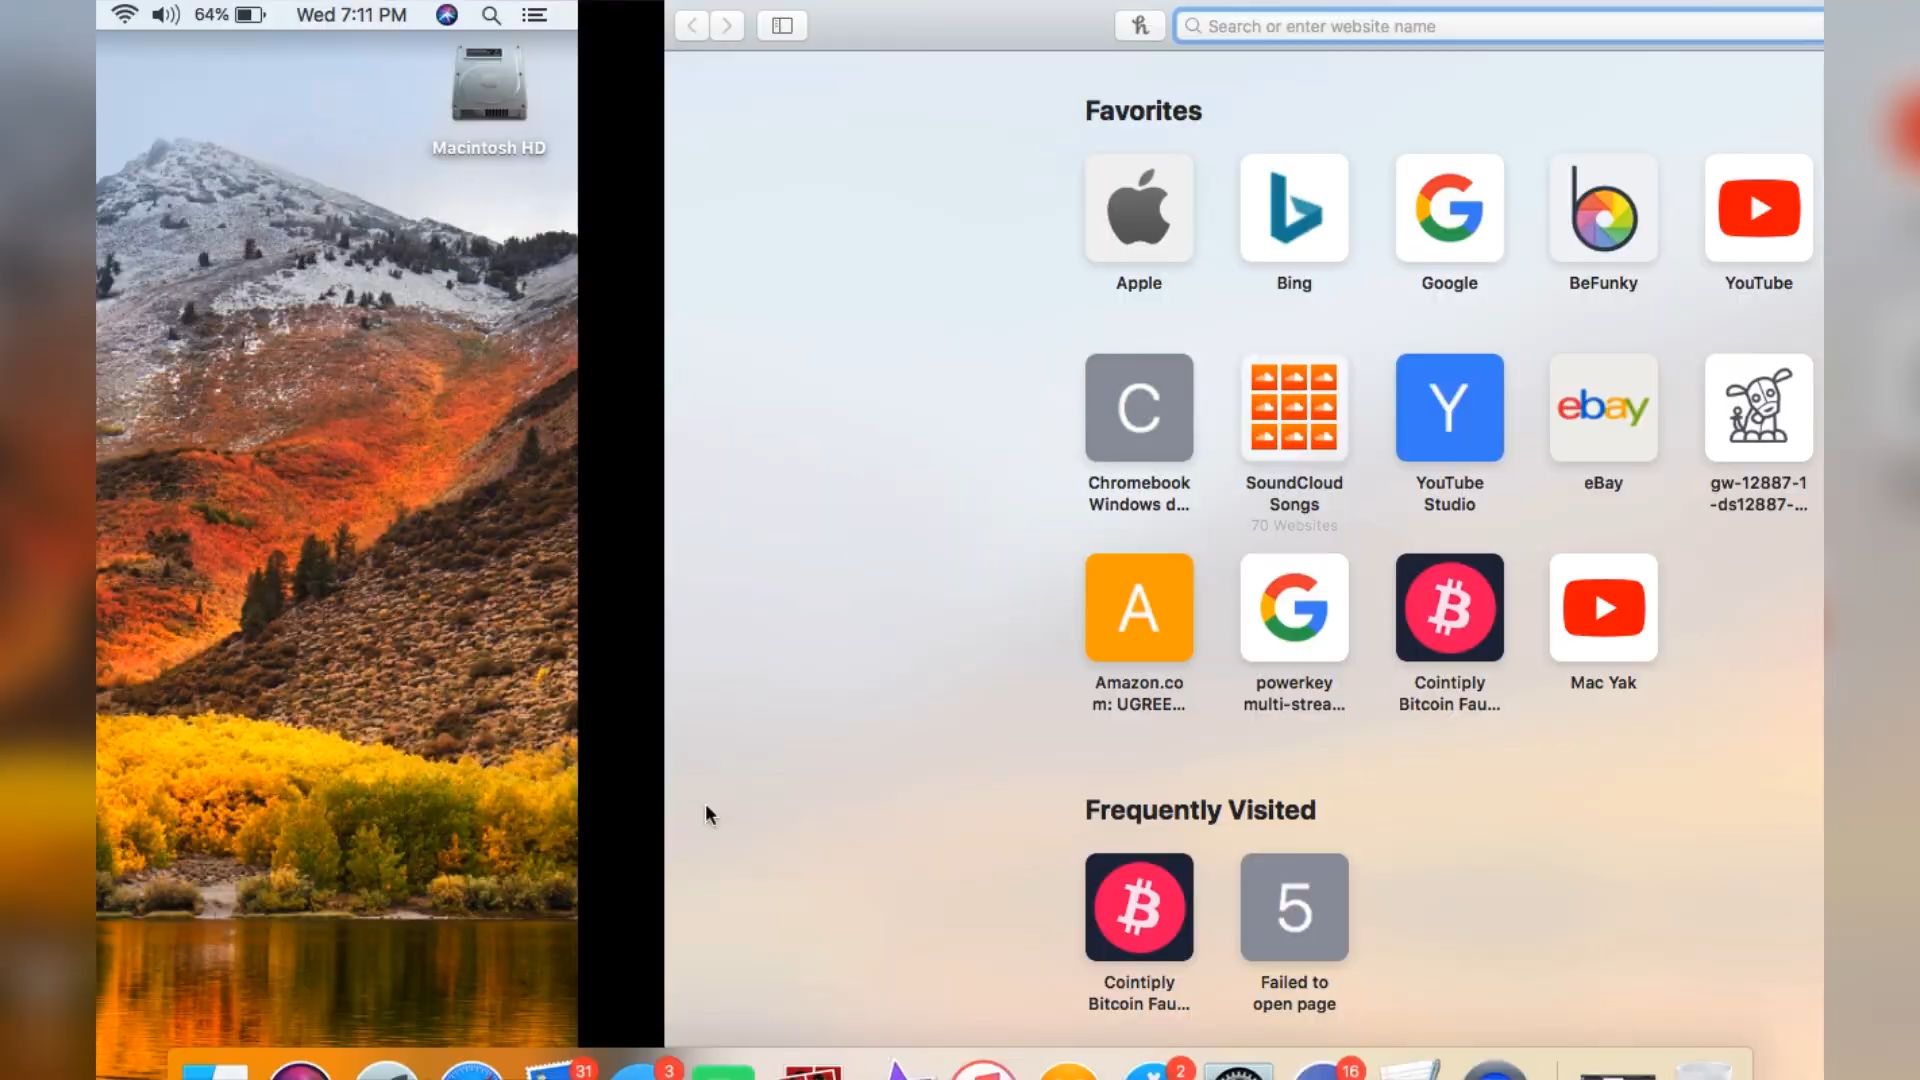 64%
Wed 7:11 PM
Macintosh HD
Search or enter website name
Favorites
Apple
Bing
Google
BeFunky
YouTube
C
Y
ebay
Chromebook
Windows d...
SoundCloud
Songs
70 Websites
YouTube
Studio
eBay
gw-12887-1
-ds12887-...
A
Amazon.co
m: UGREE...
powerkey
multi-strea...
Cointiply
Bitcoin Fau...
Mac Yak
Frequently Visited
5
Cointiply
Bitcoin Fau...
Failed to
open page
31
3
2
16